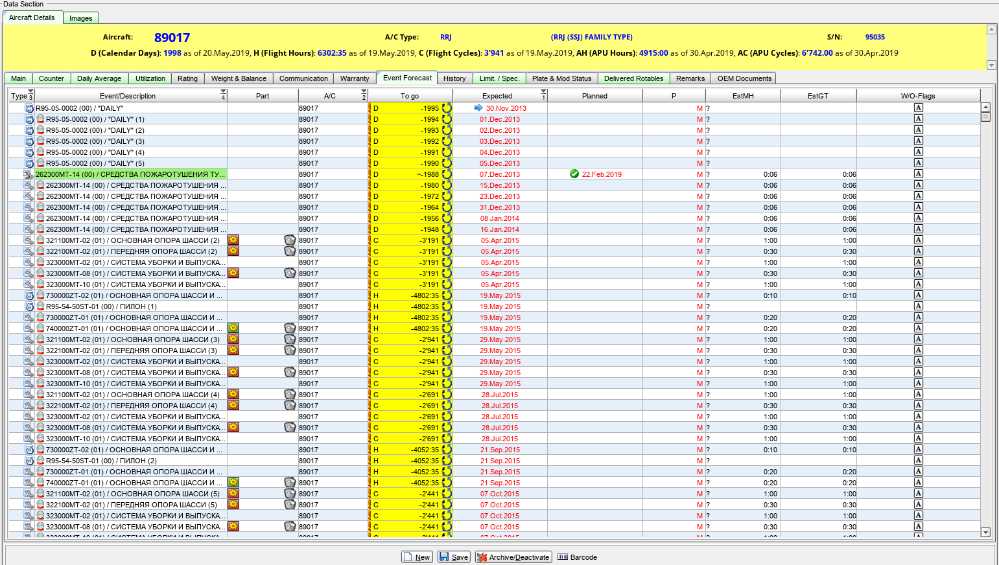 Data Section
Aircraft Details Images
Aircraft: 89017 A/C Type: RRJ (RRJ (SSJ) FAMILY TYPE) S/N: 95035
D (Calendar Days): 1998 as of 20.May.2019, H (Flight Hours): 6302:35 as of 19.May.2019, C (Flight Cycles): 3'941 as of 19.May.2019, AH (APU Hours): 4915:00 as of 30.Apr.2019, AC (APU Cycles): 6'742.00 as of 30.Apr.2019
Main Counter Daily Average Utilization Rating Weight & Balance Communication Warranty Event Forecast History Limit. / Spec. Plate & Mod Status Delivered Rotables Remarks OEM Documents
Type 3 Event/Description 4 Part A/C 2 To go Expected 1 Planned P EstMH EstGT W/O-Flags
R95-05-0002 (00) / "DAILY" 89017 D -1995 30.Nov.2013 M ? A
R95-05-0002 (00) / "DAILY" (1) 89017 D -1994 01.Dec.2013 M ? A
R95-05-0002 (00) / "DAILY" (2) 89017 D -1993 02.Dec.2013 M ? A
R95-05-0002 (00) / "DAILY" (3) 89017 D -1992 03.Dec.2013 M ? A
R95-05-0002 (00) / "DAILY" (4) 89017 D -1991 04.Dec.2013 M ? A
R95-05-0002 (00) / "DAILY" (5) 89017 D -1990 05.Dec.2013 M ? A
262300MT-14 (00) / СРЕДСТВА ПОЖАРОТУШЕНИЯ ТУ... 89017 D ~-1988 07.Dec.2013 22.Feb.2019 M ? 0:06 0:06 A
262300MT-14 (00) / СРЕДСТВА ПОЖАРОТУШЕНИЯ ... 89017 D -1980 15.Dec.2013 M ? 0:06 0:06 A
262300MT-14 (00) / СРЕДСТВА ПОЖАРОТУШЕНИЯ ... 89017 D -1972 23.Dec.2013 M ? 0:06 0:06 A
262300MT-14 (00) / СРЕДСТВА ПОЖАРОТУШЕНИЯ ... 89017 D -1964 31.Dec.2013 M ? 0:06 0:06 A
262300MT-14 (00) / СРЕДСТВА ПОЖАРОТУШЕНИЯ ... 89017 D -1956 08.Jan.2014 M ? 0:06 0:06 A
262300MT-14 (00) / СРЕДСТВА ПОЖАРОТУШЕНИЯ ... 89017 D -1948 16.Jan.2014 M ? 0:06 0:06 A
321100MT-02 (01) / ОСНОВНАЯ ОПОРА ШАССИ (2) 89017 C -3'191 05.Apr.2015 M ? 1:00 1:00 A
322100MT-02 (01) / ПЕРЕДНЯЯ ОПОРА ШАССИ (2) 89017 C -3'191 05.Apr.2015 M ? 0:30 0:30 A
323000MT-02 (01) / СИСТЕМА УБОРКИ И ВЫПУСКА... 89017 C -3'191 05.Apr.2015 M ? 1:00 1:00 A
323000MT-08 (01) / СИСТЕМА УБОРКИ И ВЫПУСКА... 89017 C -3'191 05.Apr.2015 M ? 0:30 0:30 A
323000MT-10 (01) / СИСТЕМА УБОРКИ И ВЫПУСКА... 89017 C -3'191 05.Apr.2015 M ? 1:00 1:00 A
730000ZT-02 (01) / ОСНОВНАЯ ОПОРА ШАССИ И ... 89017 H -4802:35 19.May.2015 M ? 0:10 0:10 A
R95-54-50ST-01 (00) / ПИЛОН (1) 89017 H -4802:35 19.May.2015 M ? A
730000ZT-01 (01) / ОСНОВНАЯ ОПОРА ШАССИ И ... 89017 H -4802:35 19.May.2015 M ? 0:20 0:20 A
740000ZT-01 (01) / ОСНОВНАЯ ОПОРА ШАССИ И ... 89017 H -4802:35 19.May.2015 M ? 0:20 0:20 A
321100MT-02 (01) / ОСНОВНАЯ ОПОРА ШАССИ (3) 89017 C -2'941 29.May.2015 M ? 1:00 1:00 A
322100MT-02 (01) / ПЕРЕДНЯЯ ОПОРА ШАССИ (3) 89017 C -2'941 29.May.2015 M ? 0:30 0:30 A
323000MT-02 (01) / СИСТЕМА УБОРКИ И ВЫПУСКА... 89017 C -2'941 29.May.2015 M ? 1:00 1:00 A
323000MT-08 (01) / СИСТЕМА УБОРКИ И ВЫПУСКА... 89017 C -2'941 29.May.2015 M ? 0:30 0:30 A
323000MT-10 (01) / СИСТЕМА УБОРКИ И ВЫПУСКА... 89017 C -2'941 29.May.2015 M ? 1:00 1:00 A
321100MT-02 (01) / ОСНОВНАЯ ОПОРА ШАССИ (4) 89017 C -2'691 28.Jul.2015 M ? 1:00 1:00 A
322100MT-02 (01) / ПЕРЕДНЯЯ ОПОРА ШАССИ (4) 89017 C -2'691 28.Jul.2015 M ? 0:30 0:30 A
323000MT-02 (01) / СИСТЕМА УБОРКИ И ВЫПУСКА... 89017 C -2'691 28.Jul.2015 M ? 1:00 1:00 A
323000MT-08 (01) / СИСТЕМА УБОРКИ И ВЫПУСКА... 89017 C -2'691 28.Jul.2015 M ? 0:30 0:30 A
323000MT-10 (01) / СИСТЕМА УБОРКИ И ВЫПУСКА... 89017 C -2'691 28.Jul.2015 M ? 1:00 1:00 A
730000ZT-02 (01) / ОСНОВНАЯ ОПОРА ШАССИ И ... 89017 H -4052:35 21.Sep.2015 M ? 0:10 0:10 A
R95-54-50ST-01 (00) / ПИЛОН (2) 89017 H -4052:35 21.Sep.2015 M ? A
730000ZT-01 (01) / ОСНОВНАЯ ОПОРА ШАССИ И ... 89017 H -4052:35 21.Sep.2015 M ? 0:20 0:20 A
740000ZT-01 (01) / ОСНОВНАЯ ОПОРА ШАССИ И ... 89017 H -4052:35 21.Sep.2015 M ? 0:20 0:20 A
321100MT-02 (01) / ОСНОВНАЯ ОПОРА ШАССИ (5) 89017 C -2'441 07.Oct.2015 M ? 1:00 1:00 A
322100MT-02 (01) / ПЕРЕДНЯЯ ОПОРА ШАССИ (5) 89017 C -2'441 07.Oct.2015 M ? 0:30 0:30 A
323000MT-02 (01) / СИСТЕМА УБОРКИ И ВЫПУСКА... 89017 C -2'441 07.Oct.2015 M ? 1:00 1:00 A
323000MT-08 (01) / СИСТЕМА УБОРКИ И ВЫПУСКА... 89017 C -2'441 07.Oct.2015 M ? 0:30 0:30 A
New Save Archive/Deactivate Barcode